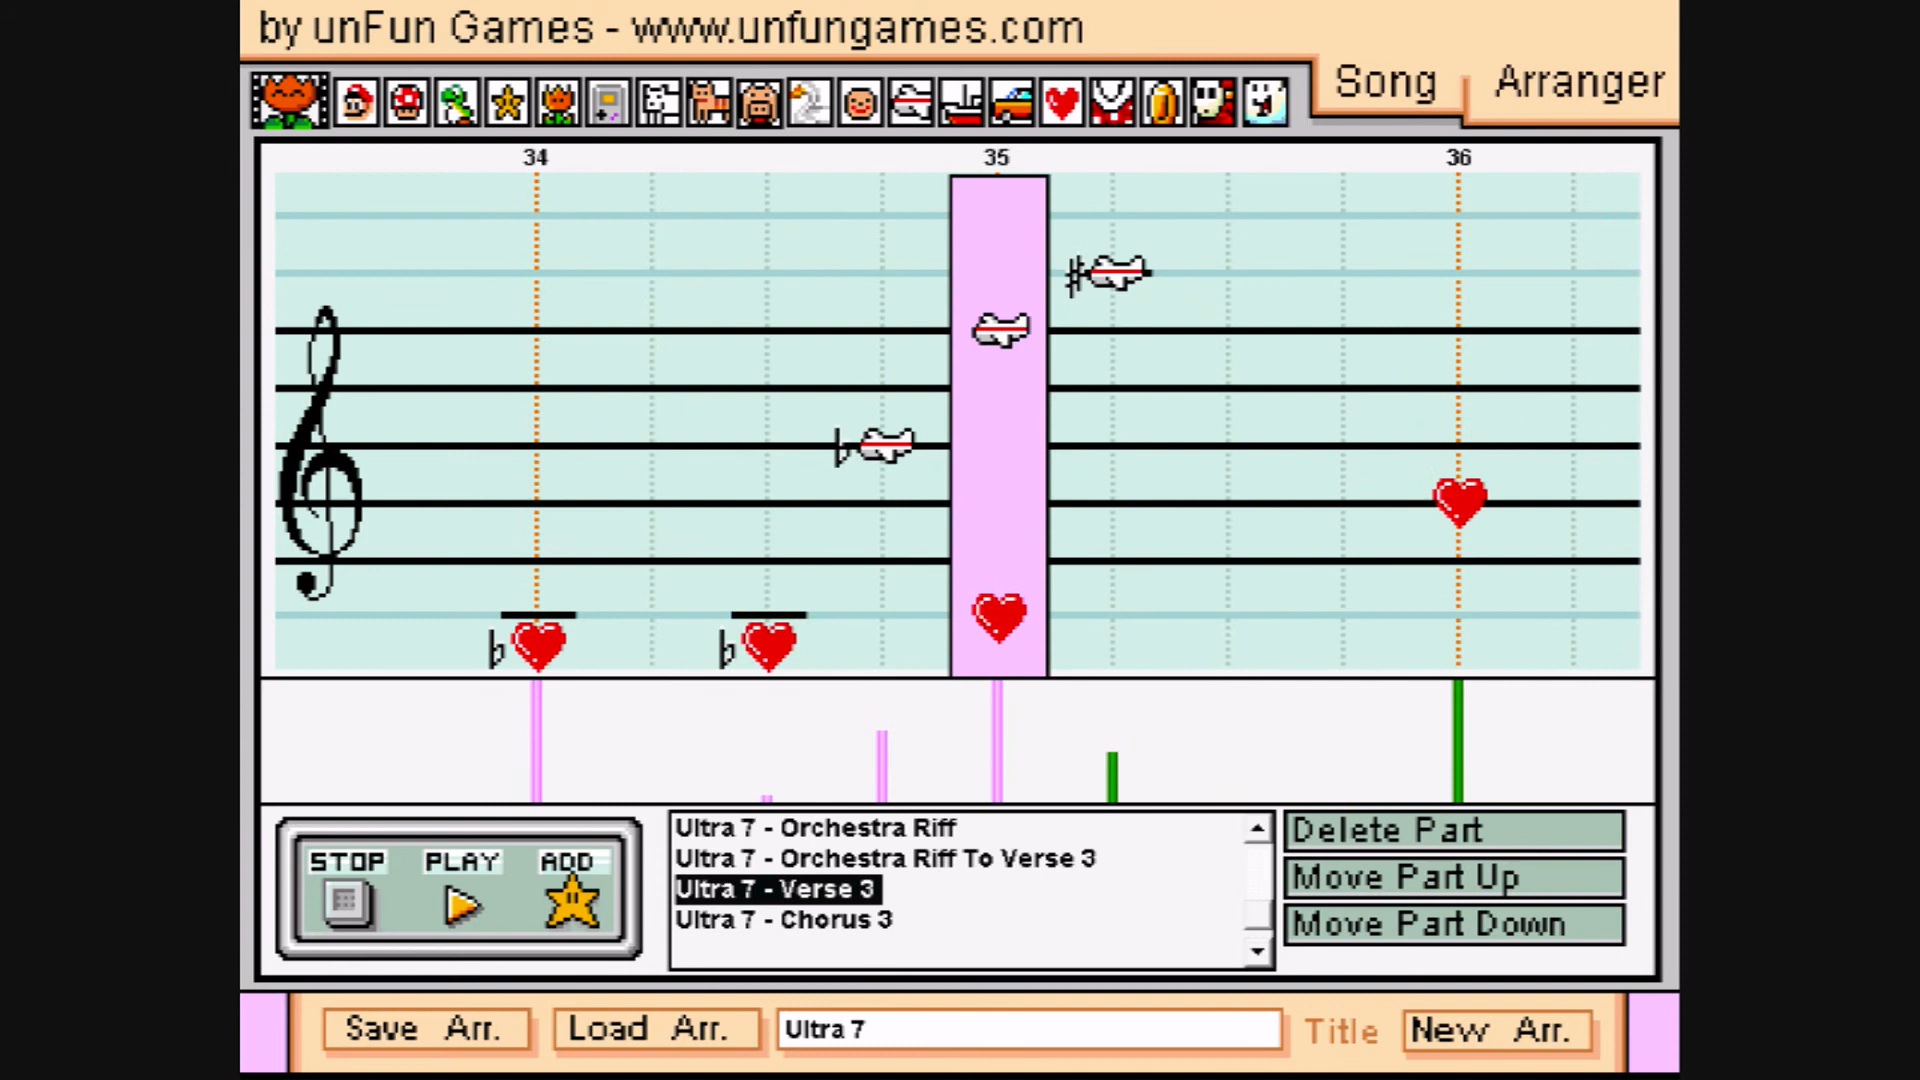 by unFun Games - www.unfungames.com
Song Arranger
34 35 36
STOP PLAY ADD
Ultra 7 - Orchestra Riff
Ultra 7 - Orchestra Riff To Verse 3
Ultra 7 - Verse 3
Ultra 7 - Chorus 3
Delete Part
Move Part Up
Move Part Down
Save Arr. Load Arr. Ultra 7 Title New Arr.